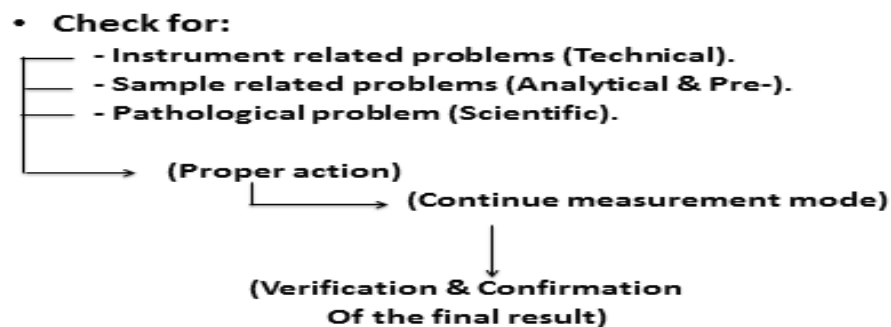 • Check for:
- Instrument related problems (Technical).
- Sample related problems (Analytical & Pre-).
- Pathological problem (Scientific).
(Proper action)
(Continue measurement mode)
(Verification & Confirmation
Of the final result)